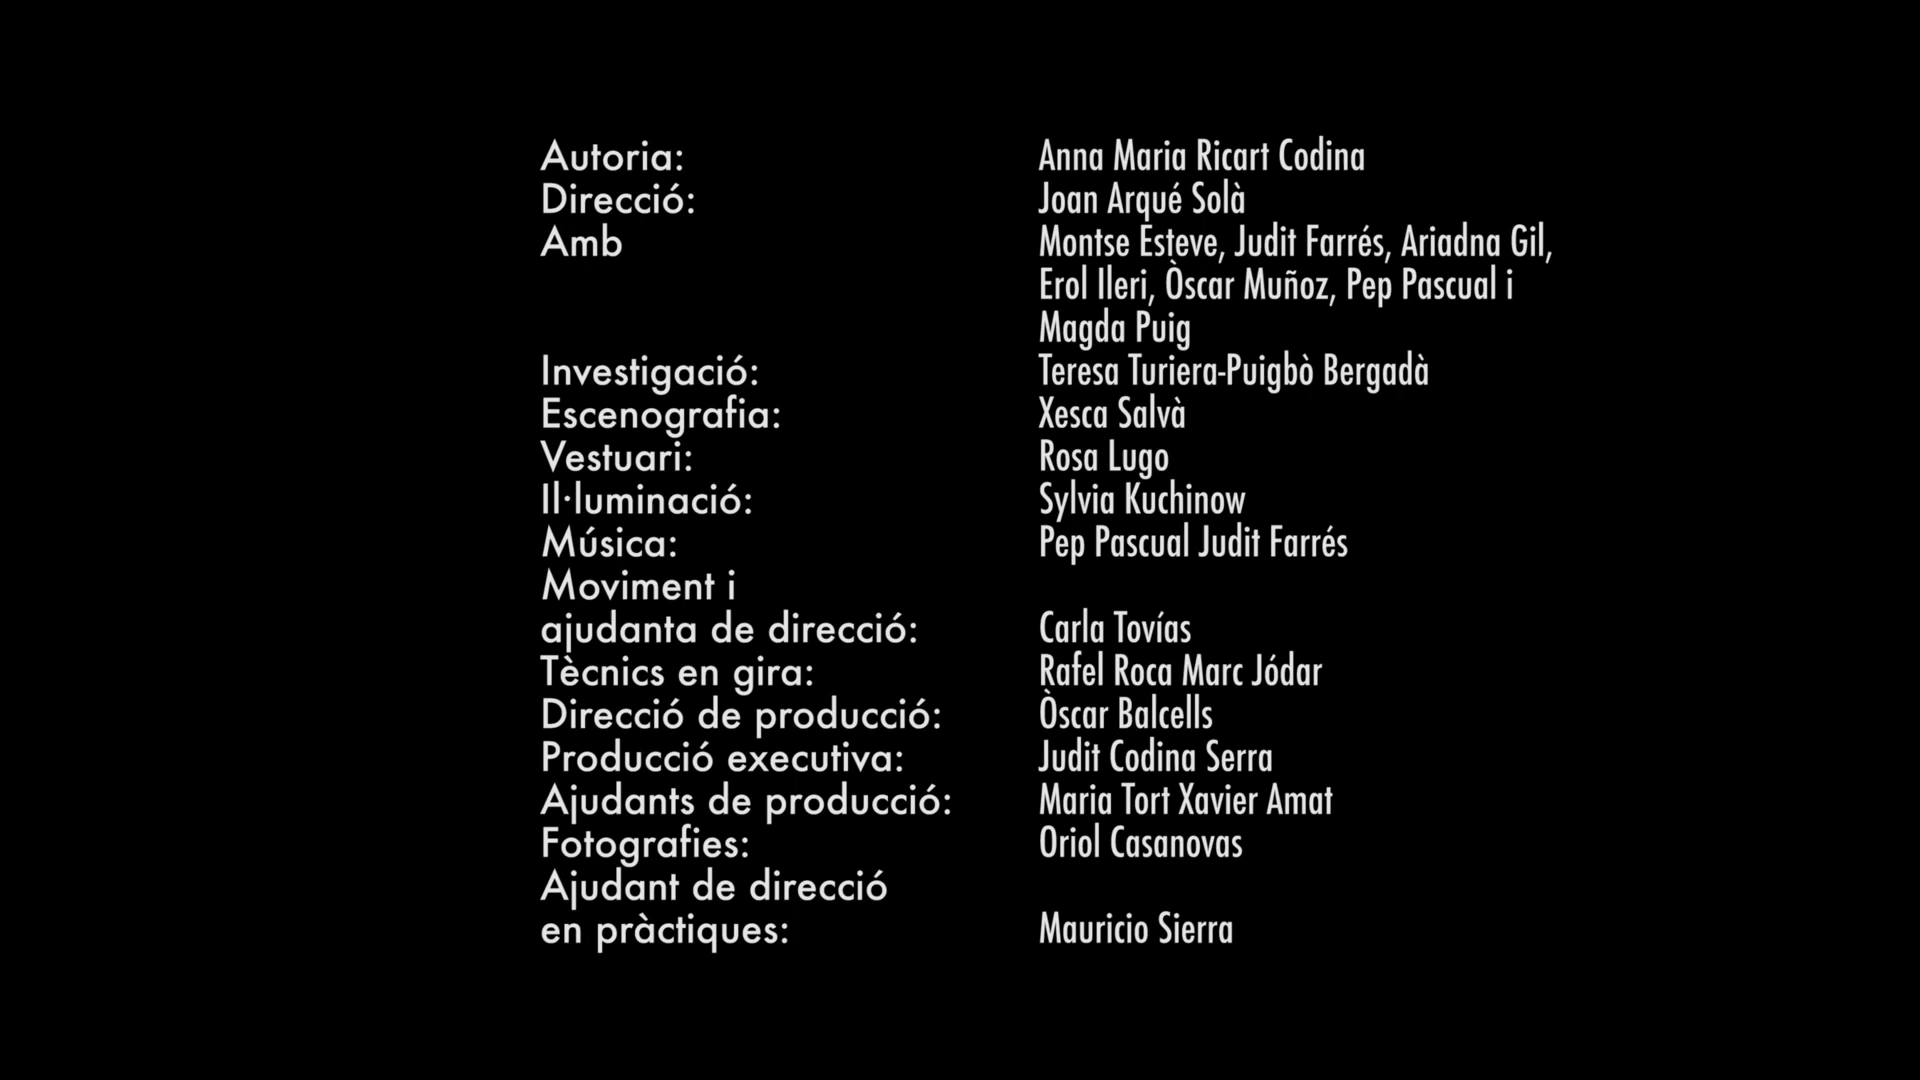 Autoria: Anna Maria Ricart Codina
Direcció: Joan Arqué Solà
Amb Montse Esteve, Judit Farrés, Ariadna Gil,
Erol Ileri, Òscar Muñoz, Pep Pascual i
Magda Puig
Investigació: Teresa Turiera-Puigbò Bergadà
Escenografia: Xesca Salvà
Vestuari: Rosa Lugo
Il·luminació: Sylvia Kuchinow
Música: Pep Pascual Judit Farrés
Moviment i
ajudanta de direcció: Carla Tovías
Tècnics en gira: Rafel Roca Marc Jódar
Direcció de producció: Òscar Balcells
Producció executiva: Judit Codina Serra
Ajudants de producció: Maria Tort Xavier Amat
Fotografies: Oriol Casanovas
Ajudant de direcció
en pràctiques: Mauricio Sierra